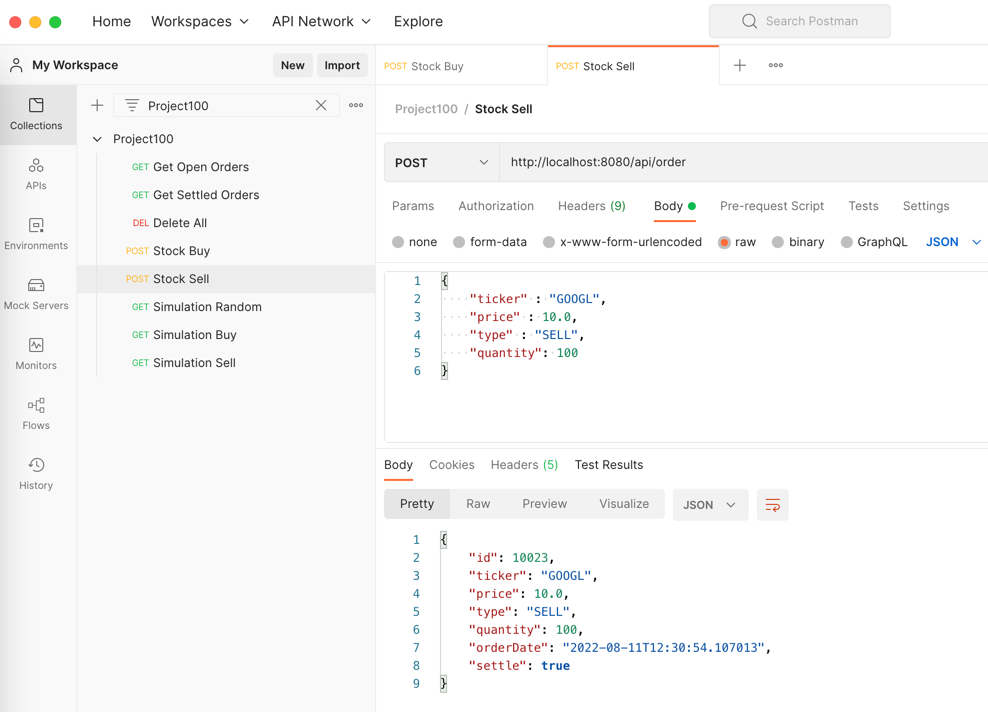 Home Workspaces API Network Explore Search Postman
My Workspace New Import POST Stock Buy POST Stock Sell
Project100
Project100 / Stock Sell
Collections
Project100
POST http://localhost:8080/api/order
GET Get Open Orders
APIs
GET Get Settled Orders
Params Authorization Headers (9) Body Pre-request Script Tests Settings
DEL Delete All
Environments
none form-data x-www-form-urlencoded raw binary GraphQL JSON
POST Stock Buy
POST Stock Sell
Mock Servers
GET Simulation Random
GET Simulation Buy
Monitors
GET Simulation Sell
Flows
History
1 {
2 "ticker" : "GOOGL",
3 "price" : 10.0,
4 "type" : "SELL",
5 "quantity": 100
6 }
Body Cookies Headers (5) Test Results
Pretty Raw Preview Visualize JSON
1 {
2 "id": 10023,
3 "ticker": "GOOGL",
4 "price": 10.0,
5 "type": "SELL",
6 "quantity": 100,
7 "orderDate": "2022-08-11T12:30:54.107013",
8 "settle": true
9 }